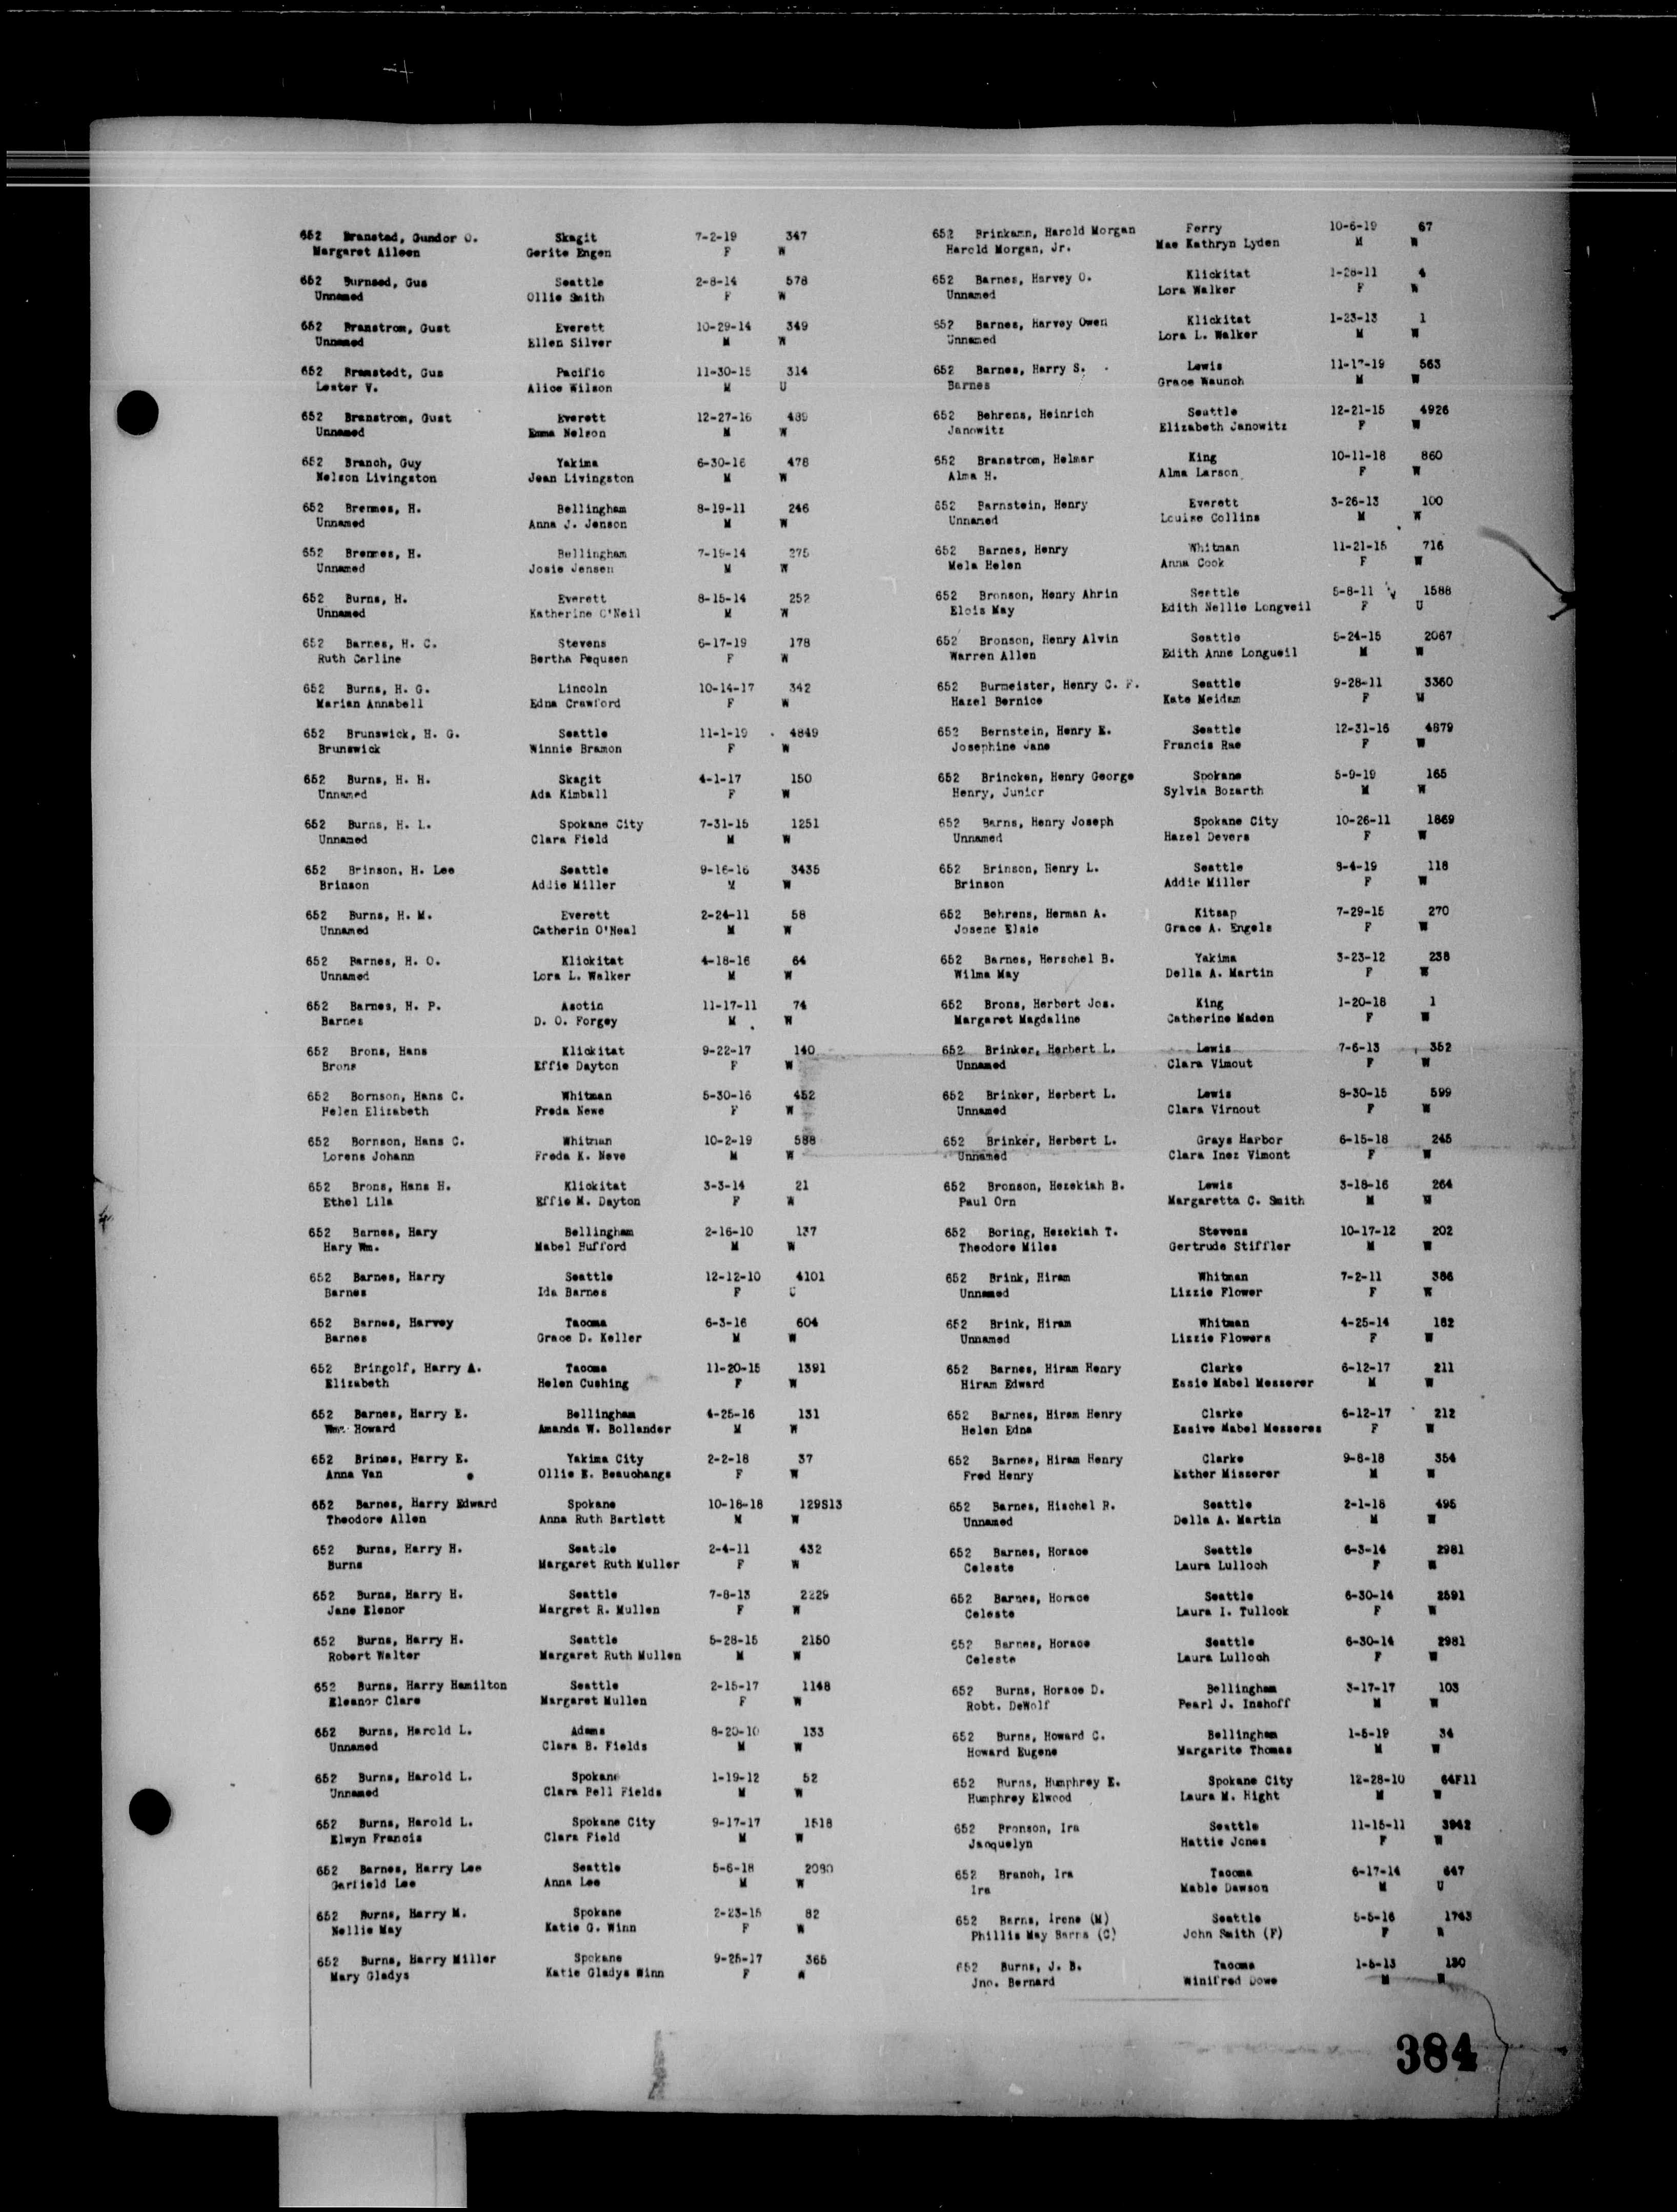 652 Branstad, Gundor O. Skagit 7-2-19 347
Margaret Aileen Gerite Engen F W
652 Burnsed, Gus Seattle 2-8-14 578
Unnamed Ollie Smith F W
652 Branstrom, Gust Everett 10-29-14 349
Unnamed Ellen Silver M W
652 Bramstedt, Gus Pacific 11-30-15 314
Lester V. Alice Wilson M U
652 Branstrom, Gust Everett 12-27-16 439
Unnamed Emma Nelson M W
652 Branch, Guy Yakima 6-30-16 478
Nelson Livingston Jean Livingston M W
652 Bremmes, H. Bellingham 8-19-11 246
Unnamed Anna J. Jenson M W
652 Bremmes, H. Bellingham 7-19-14 275
Unnamed Josie Jensen M W
652 Burns, H. Everett 8-15-14 252
Unnamed Katherine O'Neil M W
652 Barnes, H. C. Stevens 6-17-19 178
Ruth Carline Bertha Pequsen F W
652 Burns, H. G. Lincoln 10-14-17 342
Marian Annabell Edna Crawford F W
652 Brunswick, H. G. Seattle 11-1-19 4849
Brunswick Winnie Bramon F W
652 Burns, H. H. Skagit 4-1-17 150
Unnamed Ada Kimball F W
652 Burns, H. L. Spokane City 7-31-15 1251
Unnamed Clara Field M W
652 Brinson, H. Lee Seattle 9-16-16 3435
Brinson Addie Miller M W
652 Burns, H. M. Everett 2-24-11 58
Unnamed Catherin O'Neal M W
652 Barnes, H. O. Klickitat 4-18-16 64
Unnamed Lora L. Walker M W
652 Barnes, H. P. Asotin 11-17-11 74
Barnes D. O. Forgey M W
652 Brons, Hans Klickitat 9-22-17 140
Brons Effie Dayton F W
652 Bornson, Hans C. Whitman 5-30-16 452
Helen Elizabeth Freda Newe F W
652 Bornson, Hans C. Whitman 10-2-19 588
Lorens Johann Freda K. Neve M W
652 Brons, Hans H. Klickitat 3-3-14 21
Ethel Lila Effie M. Dayton F W
652 Barnes, Hary Bellingham 2-16-10 137
Hary Wm. Mabel Hufford M W
652 Barnes, Harry Seattle 12-12-10 4101
Barnes Ida Barnes F U
652 Barnes, Harvey Tacoma 6-3-16 604
Barnes Grace D. Keller M W
652 Bringolf, Harry A. Tacoma 11-20-15 1391
Elizabeth Helen Cushing F W
652 Barnes, Harry E. Bellingham 4-25-16 131
Wm. Howard Amanda W. Bollander M W
652 Brines, Harry E. Yakima City 2-2-18 37
Anna Van Ollie E. Beauchangs F W
652 Barnes, Harry Edward Spokane 10-18-18 129S13
Theodore Allen Anna Ruth Bartlett M W
652 Burns, Harry H. Seattle 2-4-11 432
Burns Margaret Ruth Muller F W
652 Burns, Harry H. Seattle 7-8-13 2229
Jane Elenor Margret R. Mullen F W
652 Burns, Harry H. Seattle 5-28-15 2150
Robert Walter Margaret Ruth Mullen M W
652 Burns, Harry Hamilton Seattle 2-15-17 1148
Eleanor Clare Margaret Mullen F W
652 Burns, Harold L. Adams 8-20-10 133
Unnamed Clara B. Fields M W
652 Burns, Harold L. Spokane 1-19-12 52
Unnamed Clara Bell Fields M W
652 Burns, Harold L. Spokane City 9-17-17 1518
Elwyn Francis Clara Field M W
652 Barnes, Harry Lee Seattle 5-6-18 2090
Garfield Lee Anna Lee M W
652 Burns, Harry M. Spokane 2-23-15 82
Nellie May Katie G. Winn F W
652 Burns, Harry Miller Spokane 9-25-17 365
Mary Gladys Katie Gladys Winn F W
652 Brinkann, Harold Morgan Ferry 10-6-19 67
Harold Morgan, Jr. Mae Kathryn Lyden M W
652 Barnes, Harvey O. Klickitat 1-28-11 4
Unnamed Lora Walker F W
652 Barnes, Harvey Owen Klickitat 1-23-13 1
Unnamed Lora L. Walker M W
652 Barnes, Harry S. Lewis 11-17-19 563
Barnes Grace Waunch M W
652 Behrens, Heinrich Seattle 12-21-15 4926
Janowitz Elizabeth Janowitz F W
652 Branstrom, Helmar King 10-11-18 860
Alma H. Alma Larson F W
652 Barnstein, Henry Everett 3-26-13 100
Unnamed Louise Collins M W
652 Barnes, Henry Whitman 11-21-15 716
Mela Helen Anna Cook F W
652 Bronson, Henry Ahrin Seattle 5-8-11 1588
Elois May Edith Nellie Longveil F U
652 Bronson, Henry Alvin Seattle 5-24-15 2067
Warren Allen Edith Anne Longueil M W
652 Burmeister, Henry C. F. Seattle 9-28-11 3360
Hazel Bernice Kate Meidam F W
652 Bernstein, Henry E. Seattle 12-31-16 4879
Josephine Jane Francis Rae F W
652 Brincken, Henry George Spokane 5-9-19 165
Henry, Junior Sylvia Bozarth M W
652 Barns, Henry Joseph Spokane City 10-26-11 1869
Unnamed Hazel Devers F W
652 Brinson, Henry L. Seattle 8-4-19 118
Brinson Addie Miller F W
652 Behrens, Herman A. Kitsap 7-29-15 270
Josene Elsie Grace A. Engels F W
652 Barnes, Herschel B. Yakima 3-23-12 238
Wilma May Della A. Martin F W
652 Brons, Herbert Jos. King 1-20-18 1
Margaret Magdaline Catherine Maden F W
652 Brinker, Herbert L. Lewis 7-6-13 352
Unnamed Clara Vimout F W
652 Brinker, Herbert L. Lewis 8-30-15 599
Unnamed Clara Virnout F W
652 Brinker, Herbert L. Grays Harbor 6-15-18 245
Unnamed Clara Inez Vimont F W
652 Bronson, Hezekiah B. Lewis 3-18-16 264
Paul Orn Margaretta C. Smith M W
652 Boring, Hezekiah T. Stevens 10-17-12 202
Theodore Miles Gertrude Stiffler M W
652 Brink, Hiram Whitman 7-2-11 386
Unnamed Lizzie Flower F W
652 Brink, Hiram Whitman 4-25-14 182
Unnamed Lizzie Flowers F W
652 Barnes, Hiram Henry Clarke 6-12-17 211
Hiram Edward Essie Mabel Messerer M W
652 Barnes, Hiram Henry Clarke 6-12-17 212
Helen Edna Essive Mabel Messeres F W
652 Barnes, Hiram Henry Clarke 9-8-18 354
Fred Henry Esther Misserer M W
652 Barnes, Hischel R. Seattle 2-1-18 495
Unnamed Della A. Martin M W
652 Barnes, Horace Seattle 6-3-14 2981
Celeste Laura Lulloch F W
652 Barnes, Horace Seattle 6-30-14 2591
Celeste Laura I. Tullook F W
652 Barnes, Horace Seattle 6-30-14 2981
Celeste Laura Lulloch F W
652 Burns, Horace D. Bellingham 3-17-17 103
Robt. DeWolf Pearl J. Inshoff M W
652 Burns, Howard C. Bellingham 1-5-19 34
Howard Eugene Margarite Thomas M W
652 Burns, Humphrey E. Spokane City 12-28-10 64F11
Humphrey Elwood Laura M. Hight M W
652 Bronson, Ira Seattle 11-15-11 3942
Jacquelyn Hattie Jones F W
652 Branch, Ira Tacoma 6-17-14 647
Ira Mable Dawson M U
652 Barns, Irene (M) Seattle 5-5-16 1743
Phillis May Barns (C) John Smith (F) F
652 Burns, J. B. Tacoma 1-5-13 130
Jno. Bernard Winifred Dowe M W
384